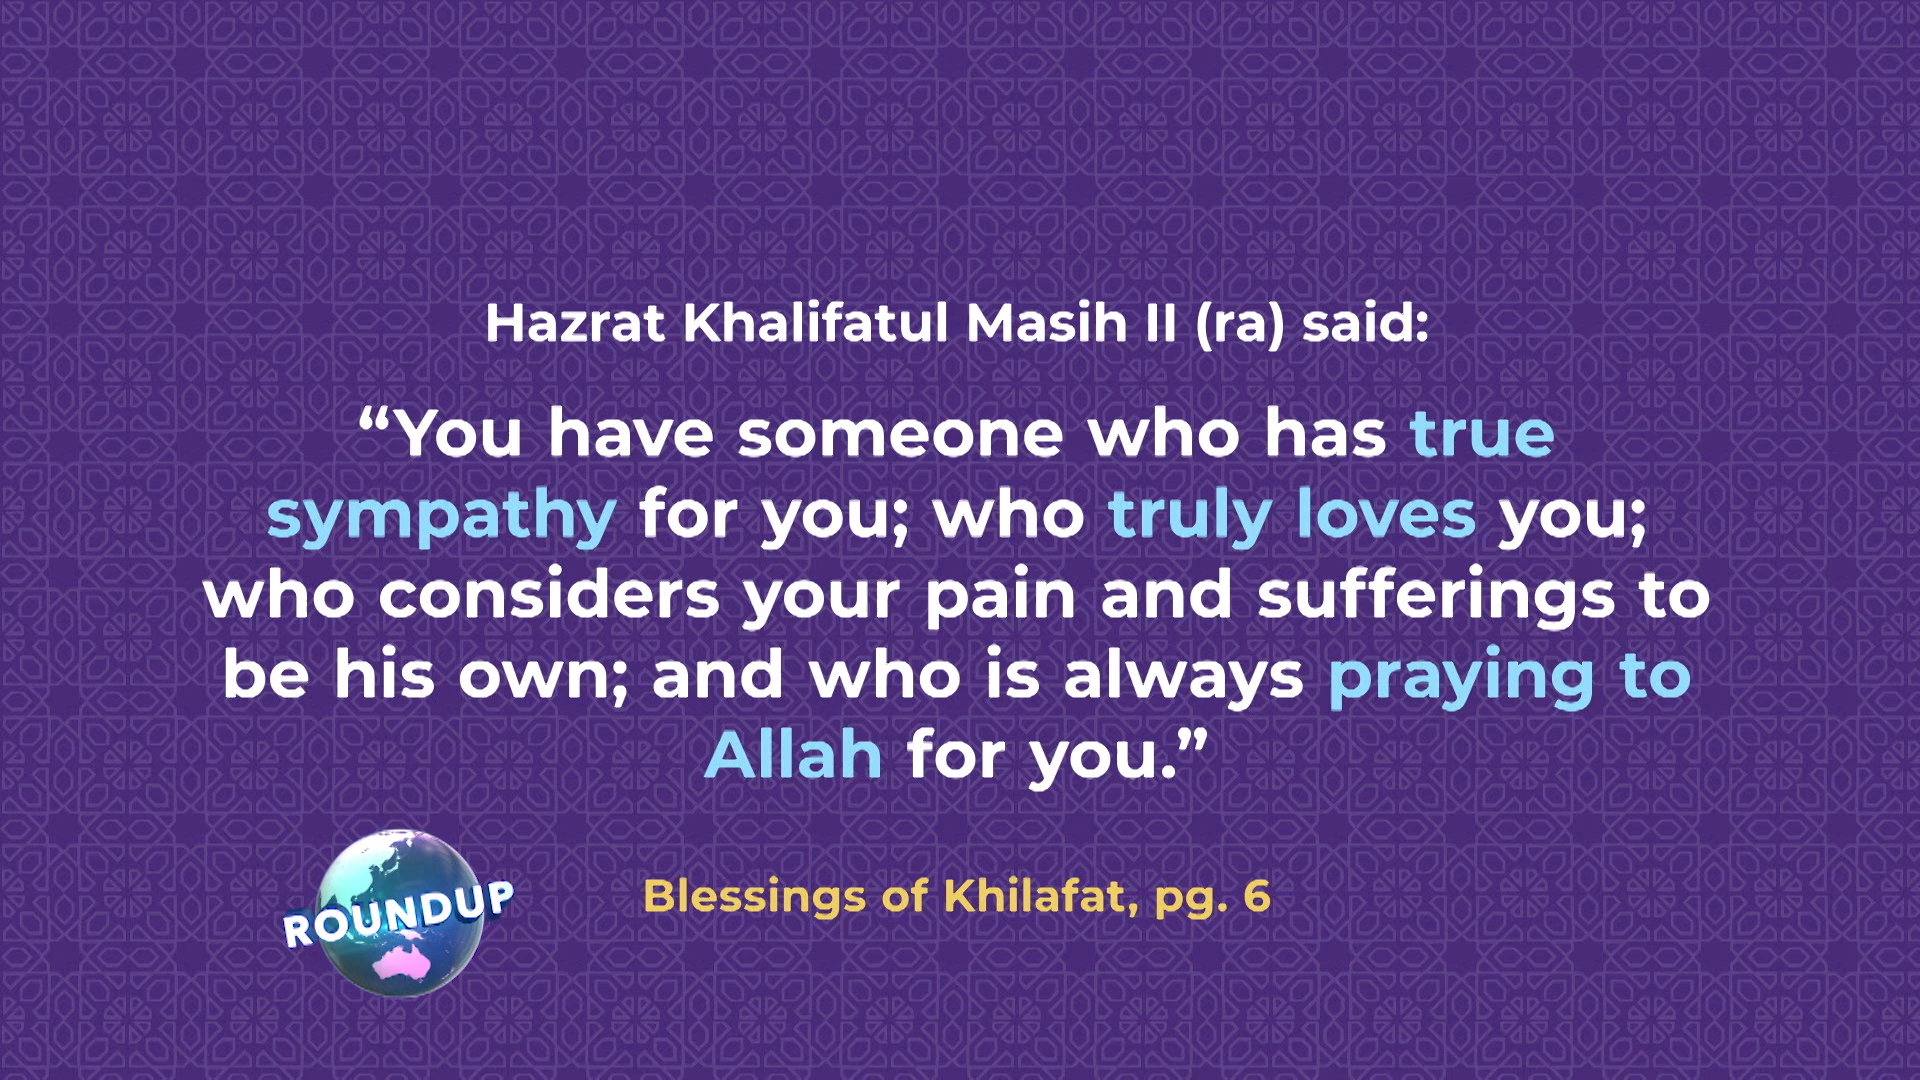 Hazrat Khalifatul Masih II (ra) said:
“You have someone who has true
sympathy for you; who truly loves you;
who considers your pain and sufferings to
be his own; and who is always praying to
Allah for you.”
ROUNDUP
Blessings of Khilafat, pg. 6